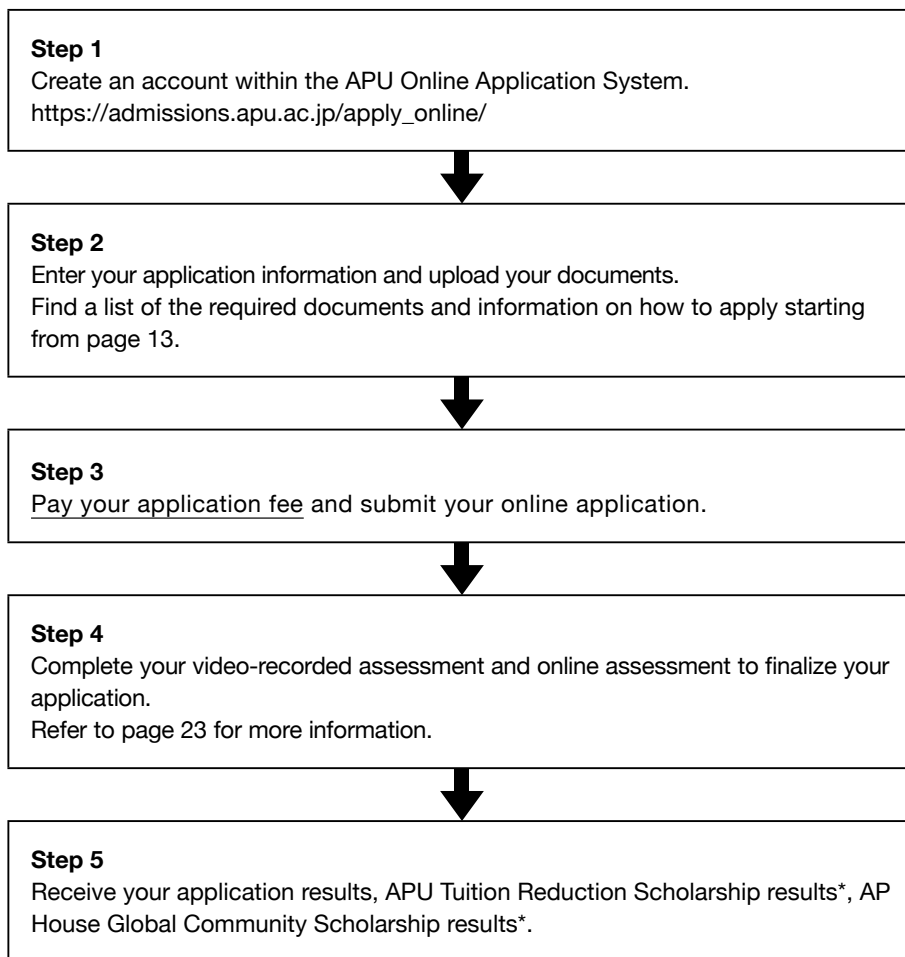 Step 1
Create an account within the APU Online Application System.
https://admissions.apu.ac.jp/apply_online/
Step 2
Enter your application information and upload your documents.
Find a list of the required documents and information on how to apply starting
from page 13.
Step 3
Pay your application fee and submit your online application.
Step 4
Complete your video-recorded assessment and online assessment to finalize your
application.
Refer to page 23 for more information.
Step 5
Receive your application results, APU Tuition Reduction Scholarship results*, AP
House Global Community Scholarship results*.